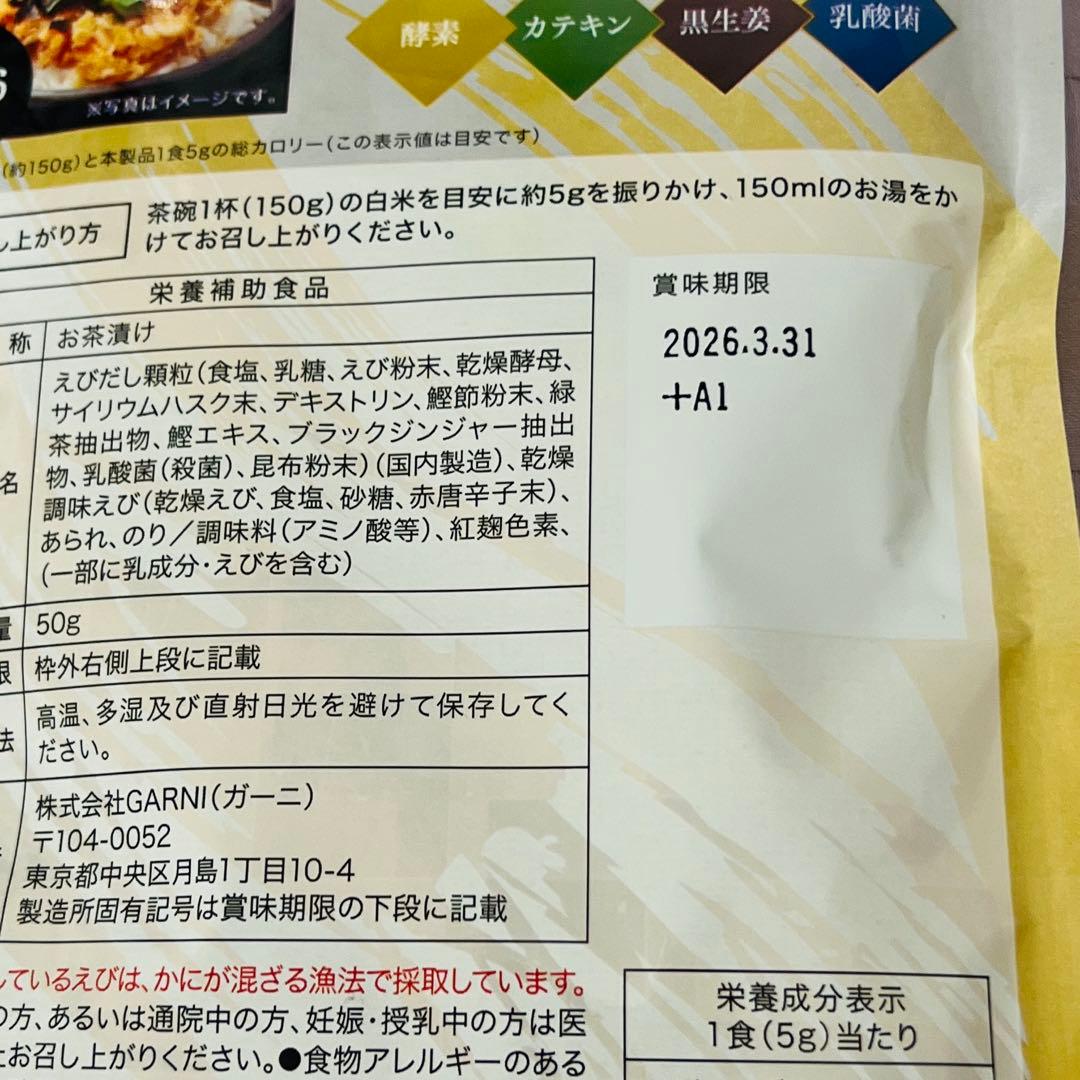 酵素
カテキン
黒生姜
乳酸菌
6
※写真はイメージです。
(約150g)と本製品1食5gの総カロリー(この表示値は目安です)
し上がり方
茶碗1杯(150g)の白米を目安に約5gを振りかけ、150mlのお湯をか
けてお召し上がりください。
栄養補助食品
称
お茶漬け
名
えびだし顆粒(食塩、乳糖、えび粉末、乾燥酵母、
サイリウムハスク末、デキストリン、鰹節粉末、緑
茶抽出物、鰹エキス、ブラックジンジャー抽出
物、乳酸菌(殺菌)、昆布粉末)(国内製造)、乾燥
調味えび(乾燥えび、食塩、砂糖、赤唐辛子末)、
あられ、のり/調味料(アミノ酸等)、紅麹色素、
(一部に乳成分・えびを含む)
量
50g
限
枠外右側上段に記載
法
高温、多湿及び直射日光を避けて保存してく
ださい。
株式会社GARNI(ガーニ)
〒104-0052
東京都中央区月島1丁目10-4
製造所固有記号は賞味期限の下段に記載
賞味期限
2026.3.31
+A1
しているえびは、かにが混ざる漁法で採取しています。
の方、あるいは通院中の方、妊娠・授乳中の方は医
お召し上がりください。●食物アレルギーのある
栄養成分表示
1食(5g)当たり